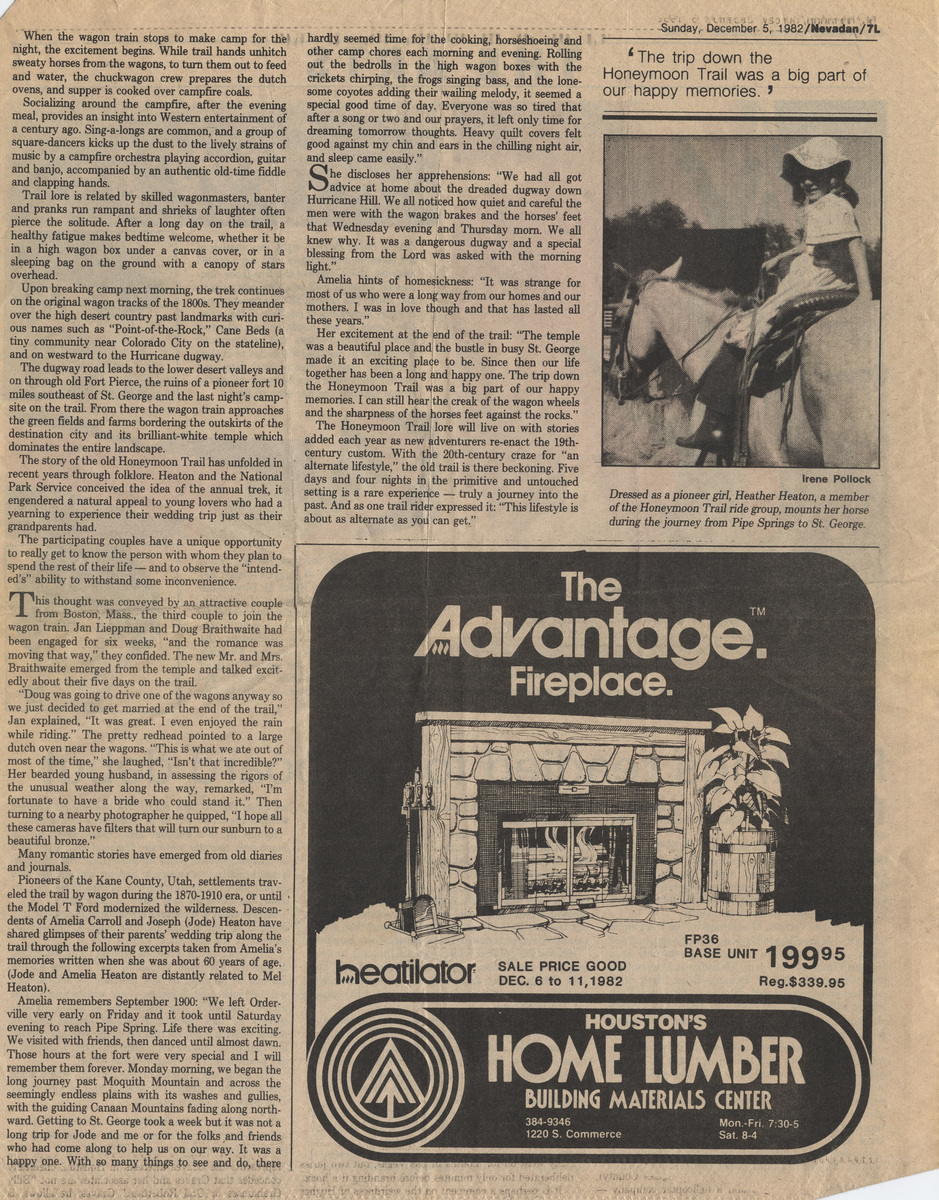 Sunday, December 5, 1982/Nevadan/7L
When the wagon train stops to make camp for the
night, the excitement begins. While trail hands unhitch
sweaty horses from the wagons, to turn them out to feed
and water, the chuckwagon crew prepares the dutch
ovens, and supper is cooked over campfire coals.
Socializing around the campfire, after the evening
meal, provides an insight into Western entertainment of
a century ago. Sing-a-longs are common, and a group of
square-dancers kicks up the dust to the lively strains of
music by a campfire orchestra playing accordion, guitar
and banjo, accompanied by an authentic old-time fiddle
and clapping hands.
Trail lore is related by skilled wagonmasters, banter
and pranks run rampant and shrieks of laughter often
pierce the solitude. After a long day on the trail, a
healthy fatigue makes bedtime welcome, whether it be
in a high wagon box under a canvas cover, or in a
sleeping bag on the ground with a canopy of stars
overhead.
Upon breaking camp next morning, the trek continues
on the original wagon tracks of the 1800s. They meander
over the high desert country past landmarks with curi-
ous names such as “Point-of-the-Rock,” Cane Beds (a
tiny community near Colorado City on the stateline),
and on westward to the Hurricane dugway.
The dugway road leads to the lower desert valleys and
on through old Fort Pierce, the ruins of a pioneer fort 10
miles southeast of St. George and the last night's camp-
site on the trail. From there the wagon train approaches
the green fields and farms bordering the outskirts of the
destination city and its brilliant-white temple which
dominates the entire landscape.
The story of the old Honeymoon Trail has unfolded in
recent years through folklore. Heaton and the National
Park Service conceived the idea of the annual trek, it
engendered a natural appeal to young lovers who had a
yearning to experience their wedding trip just as their
grandparents had.
The participating couples have a unique opportunity
to really get to know the person with whom they plan to
spend the rest of their life — and to observe the “intend-
ed's” ability to withstand some inconvenience.
This thought was conveyed by an attractive couple
from Boston, Mass., the third couple to join the
wagon train. Jan Lieppman and Doug Braithwaite had
been engaged for six weeks, “and the romance was
moving that way,” they confided. The new Mr. and Mrs.
Braithwaite emerged from the temple and talked excit-
edly about their five days on the trail.
“Doug was going to drive one of the wagons anyway so
we just decided to get married at the end of the trail,”
Jan explained, “It was great. I even enjoyed the rain
while riding.” The pretty redhead pointed to a large
dutch oven near the wagons. “This is what we ate out of
most of the time,” she laughed, “Isn't that incredible?”
Her bearded young husband, in assessing the rigors of
the unusual weather along the way, remarked, “I'm
fortunate to have a bride who could stand it.” Then
turning to a nearby photographer he quipped, “I hope all
these cameras have filters that will turn our sunburn to a
beautiful bronze.”
Many romantic stories have emerged from old diaries
and journals.
Pioneers of the Kane County, Utah, settlements trav-
eled the trail by wagon during the 1870-1910 era, or until
the Model T Ford modernized the wilderness. Descen-
dents of Amelia Carroll and Joseph (Jode) Heaton have
shared glimpses of their parents' wedding trip along the
trail through the following excerpts taken from Amelia's
memories written when she was about 60 years of age.
(Jode and Amelia Heaton are distantly related to Mel
Heaton).
Amelia remembers September 1900: “We left Order-
ville very early on Friday and it took until Saturday
evening to reach Pipe Spring. Life there was exciting.
We visited with friends, then danced until almost dawn.
Those hours at the fort were very special and I will
remember them forever. Monday morning, we began the
long journey past Moquith Mountain and across the
seemingly endless plains with its washes and gullies,
with the guiding Canaan Mountains fading along north-
ward. Getting to St. George took a week but it was not a
long trip for Jode and me or for the folks and friends
who had come along to help us on our way. It was a
happy one. With so many things to see and do, there
hardly seemed time for the cooking, horseshoeing and
other camp chores each morning and evening. Rolling
out the bedrolls in the high wagon boxes with the
crickets chirping, the frogs singing bass, and the lone-
some coyotes adding their wailing melody, it seemed a
special good time of day. Everyone was so tired that
after a song or two and our prayers, it left only time for
dreaming tomorrow thoughts. Heavy quilt covers felt
good against my chin and ears in the chilling night air,
and sleep came easily.”
She discloses her apprehensions: “We had all got
advice at home about the dreaded dugway down
Hurricane Hill. We all noticed how quiet and careful the
men were with the wagon brakes and the horses' feet
that Wednesday evening and Thursday morn. We all
knew why. It was a dangerous dugway and a special
blessing from the Lord was asked with the morning
light.”
Amelia hints of homesickness: “It was strange for
most of us who were a long way from our homes and our
mothers. I was in love though and that has lasted all
these years.”
Her excitement at the end of the trail: “The temple
was a beautiful place and the bustle in busy St. George
made it an exciting place to be. Since then our life
together has been a long and happy one. The trip down
the Honeymoon Trail was a big part of our happy
memories. I can still hear the creak of the wagon wheels
and the sharpness of the horses feet against the rocks.”
The Honeymoon Trail lore will live on with stories
added each year as new adventurers re-enact the 19th-
century custom. With the 20th-century craze for “an
alternate lifestyle,” the old trail is there beckoning. Five
days and four nights in the primitive and untouched
setting is a rare experience — truly a journey into the
past. And as one trail rider expressed it: “This lifestyle is
about as alternate as you can get.”
‘The trip down the
Honeymoon Trail was a big part of
our happy memories.’
Irene Pollock
Dressed as a pioneer girl, Heather Heaton, a member
of the Honeymoon Trail ride group, mounts her horse
during the journey from Pipe Springs to St. George.
The
Advantage.™
Fireplace.
heatilator
SALE PRICE GOOD
DEC. 6 to 11,1982
FP36
BASE UNIT 199 95
Reg.$339.95
HOUSTON'S
HOME LUMBER
BUILDING MATERIALS CENTER
384-9346
1220 S. Commerce
Mon.-Fri. 7:30-5
Sat. 8-4